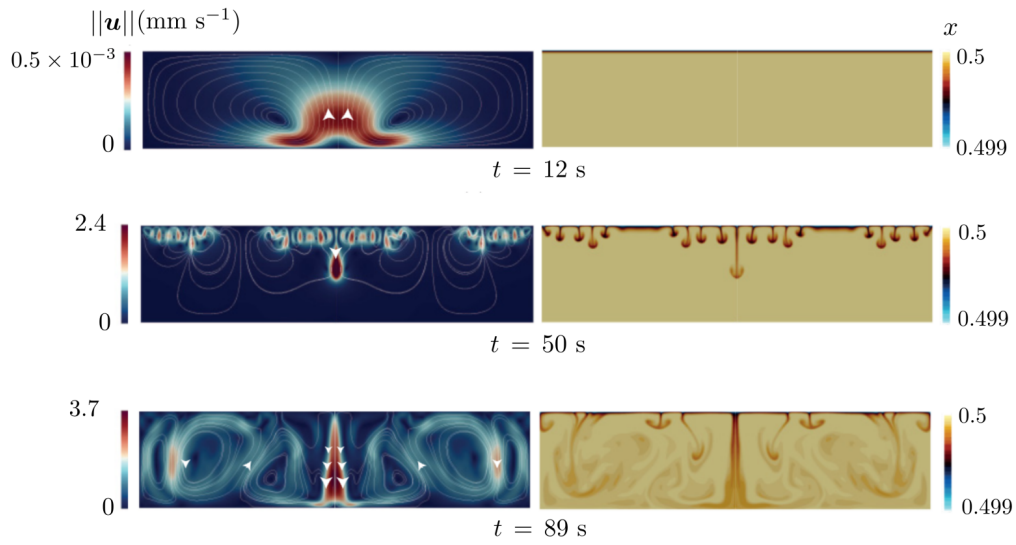 ||u||(mm s⁻¹) x
0.5 × 10⁻³ 0.5
0 0.499
t = 12 s
2.4 0.5
0 0.499
t = 50 s
3.7 0.5
0 0.499
t = 89 s